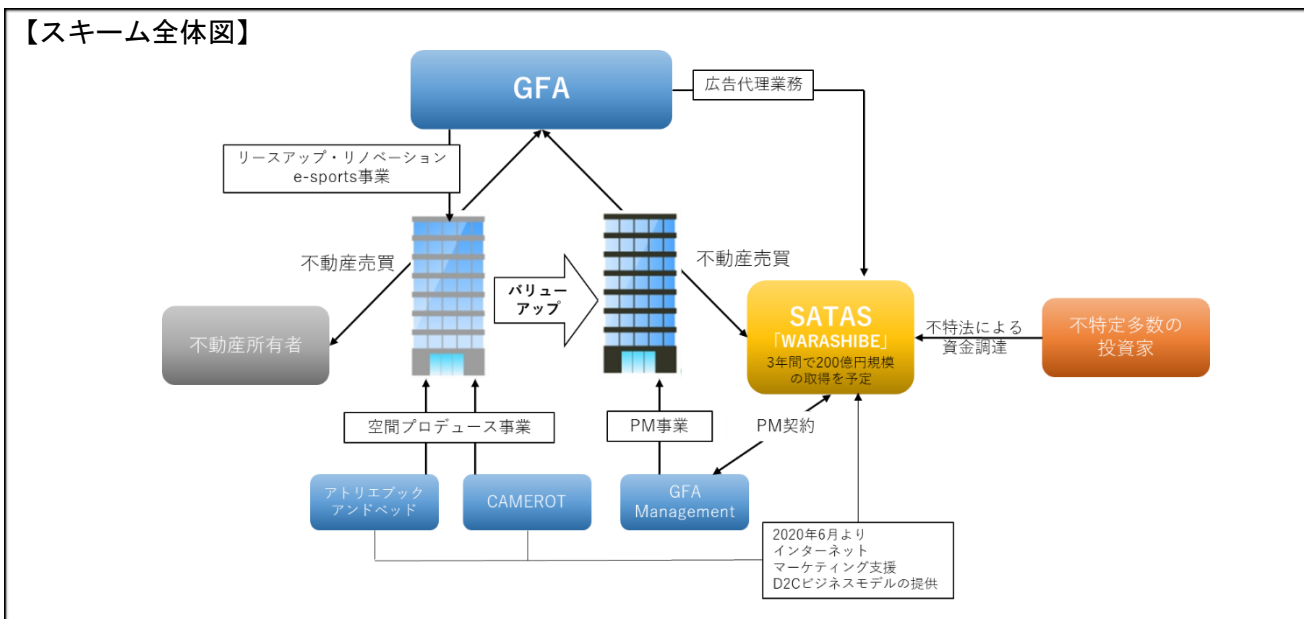 【スキーム全体図】
GFA
広告代理業務
リースアップ・リノベーション
e-sports事業
不動産売買
バリュー
アップ
不動産売買
不動産所有者
SATAS
「WARASHIBE」
3年間で200億円規模
の取得を予定
不特法による
資金調達
不特定多数の
投資家
空間プロデュース事業
PM事業
PM契約
アトリエブック
アンドベッド
CAMEROT
GFA
Management
2020年6月より
インターネット
マーケティング支援
D2Cビジネスモデルの提供